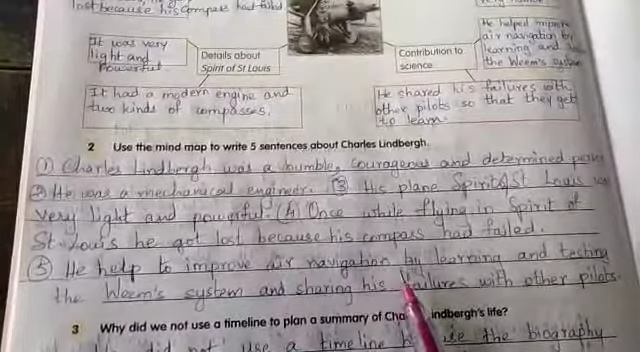 lost because his compass had failed.
He helped improve
air navigation by
learning and
the Weem's system
It was very
light and
powerful
Details about
Spirit of St Louis
Contribution to
science
It had a modern engine and
two kinds of compasses.
He shared his failures with
other pilots so that they get
to learn.
2 Use the mind map to write 5 sentences about Charles Lindbergh.
(1) Charles Lindbergh was a humble, courageous and determined
(2) He was a mechanical engineer. (3) His plane Spirit of St Louis was
very light and powerful. (4) Once while flying in Spirit of
St. Louis he got lost because his compass had failed.
(5) He help to improve air navigation by learning and testing
the Weem's system and sharing his failures with other pilots.
3 Why did we not use a timeline to plan a summary of Cha indbergh's life?
did not use a timeline the biography